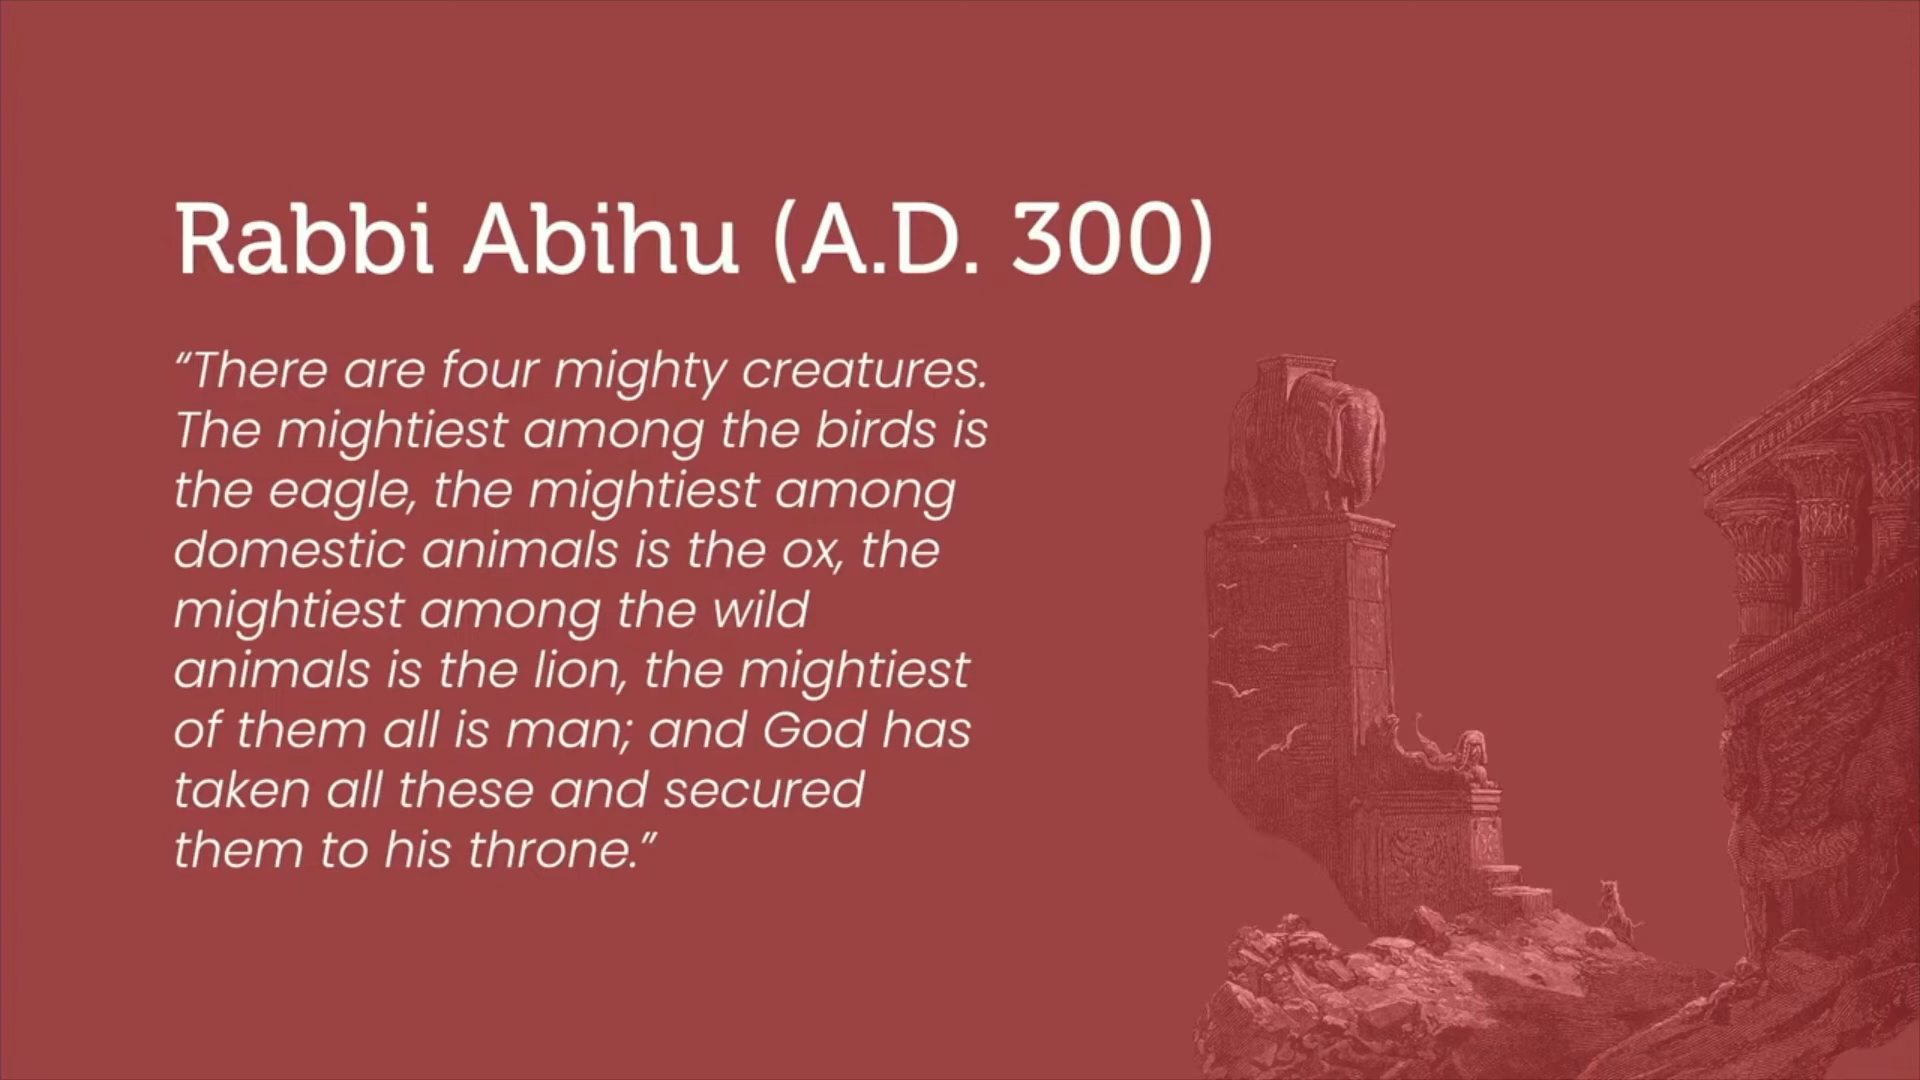 Rabbi Abihu (A.D. 300)
“There are four mighty creatures.
The mightiest among the birds is
the eagle, the mightiest among
domestic animals is the ox, the
mightiest among the wild
animals is the lion, the mightiest
of them all is man; and God has
taken all these and secured
them to his throne.”